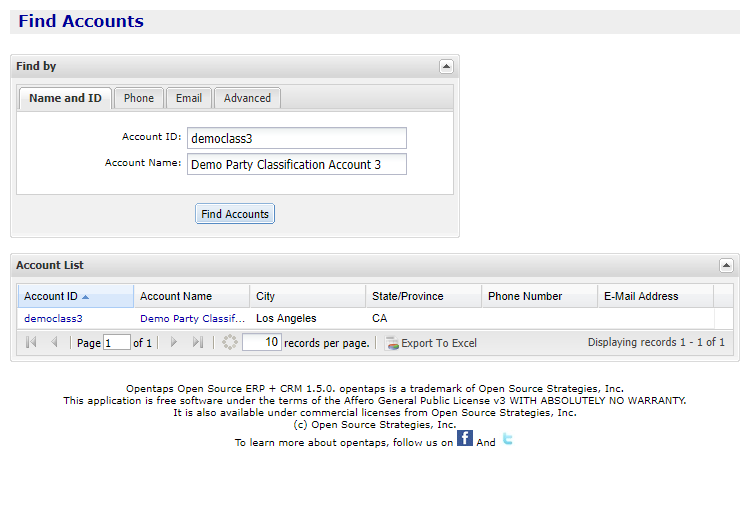 Find Accounts
Find by
Name and ID Phone Email Advanced
Account ID: democlass3
Account Name: Demo Party Classification Account 3
Find Accounts
Account List
Account ID Account Name City State/Province Phone Number E-Mail Address
democlass3 Demo Party Classif... Los Angeles CA
Page 1 of 1 10 records per page. Export To Excel Displaying records 1 - 1 of 1
Opentaps Open Source ERP + CRM 1.5.0. opentaps is a trademark of Open Source Strategies, Inc.
This application is free software under the terms of the Affero General Public License v3 WITH ABSOLUTELY NO WARRANTY.
It is also available under commercial licenses from Open Source Strategies, Inc.
(c) Open Source Strategies, Inc.
To learn more about opentaps, follow us on f And t